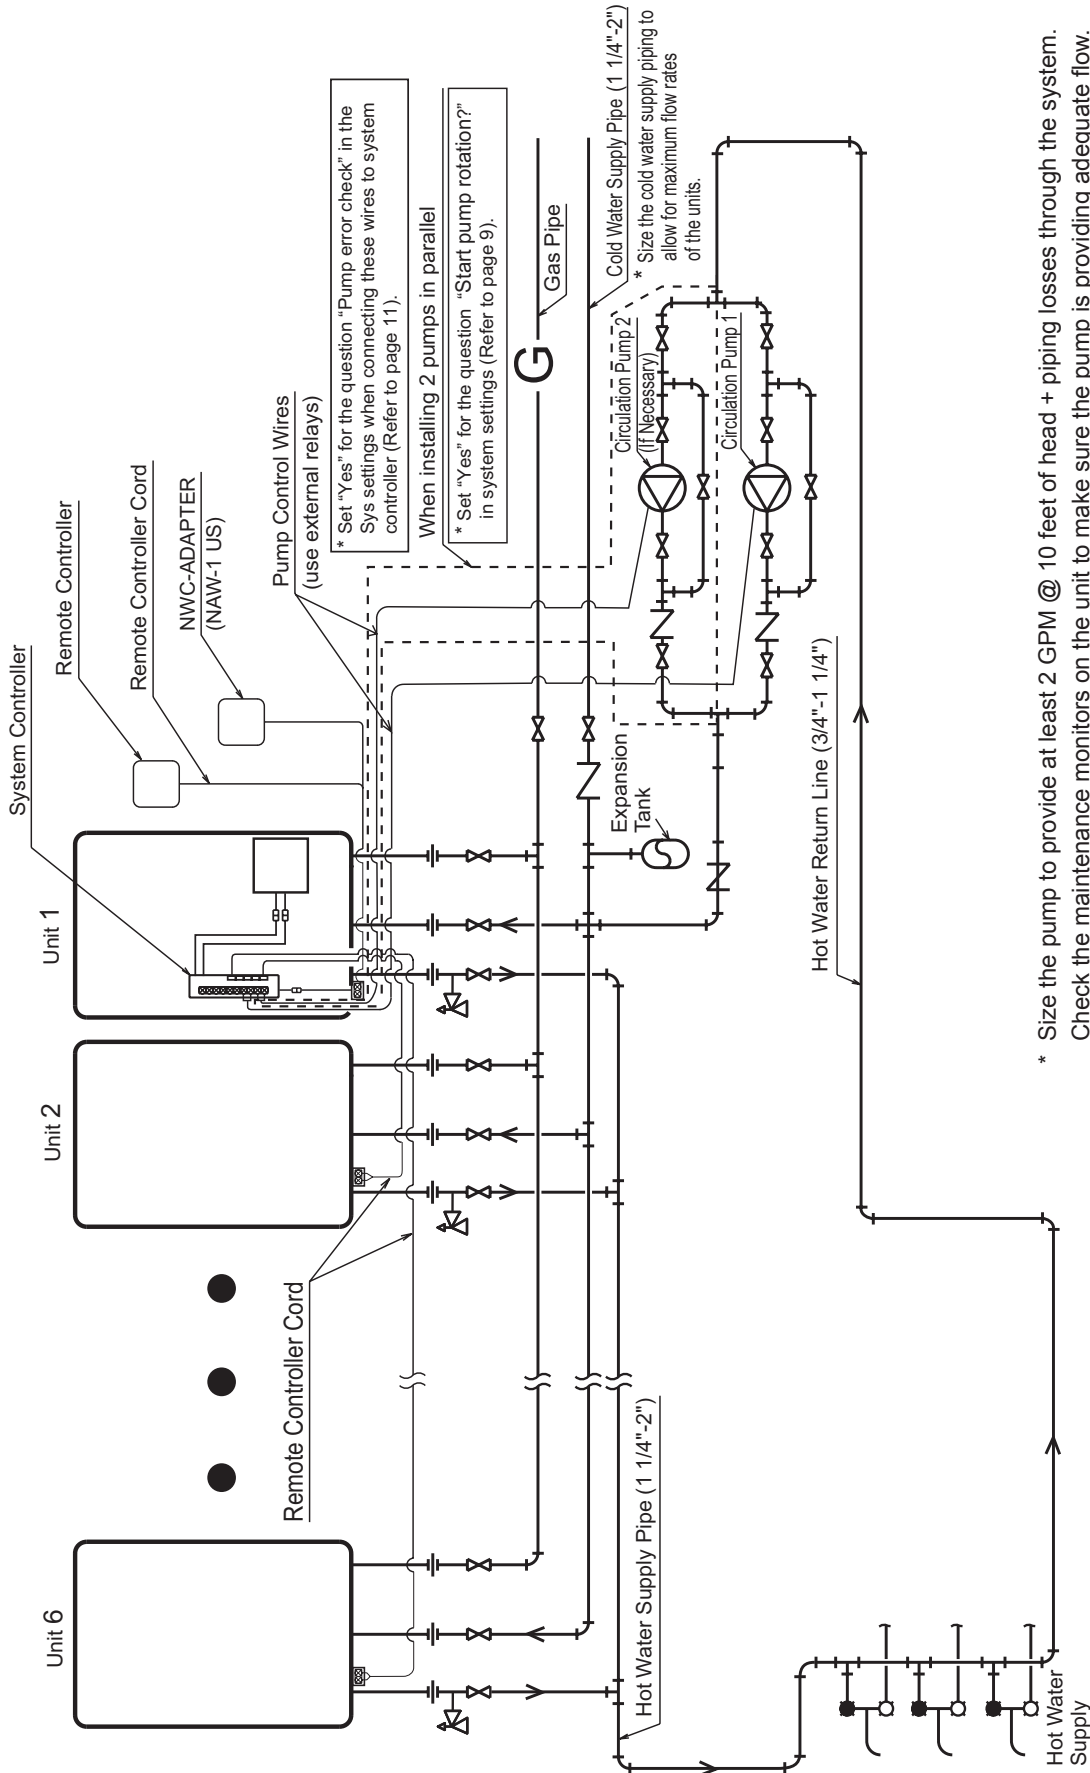 System Controller
Remote Controller
Remote Controller Cord
NWC-ADAPTER
(NAW-1 US)
Pump Control Wires
(use external relays)
* Set "Yes" for the question "Pump error check" in the
Sys settings when connecting these wires to system
controller (Refer to page 11).
When installing 2 pumps in parallel
* Set "Yes" for the question "Start pump rotation?"
in system settings (Refer to page 9).
Unit 6
Unit 2
Unit 1
Remote Controller Cord
G
Gas Pipe
Cold Water Supply Pipe (1 1/4"-2")
* Size the cold water supply piping to
allow for maximum flow rates
of the units.
Expansion
Tank
Circulation Pump 2
(If Necessary)
Circulation Pump 1
Hot Water Supply Pipe (1 1/4"-2")
Hot Water Return Line (3/4"-1 1/4")
Hot Water
Supply
* Size the pump to provide at least 2 GPM @ 10 feet of head + piping losses through the system.
Check the maintenance monitors on the unit to make sure the pump is providing adequate flow.